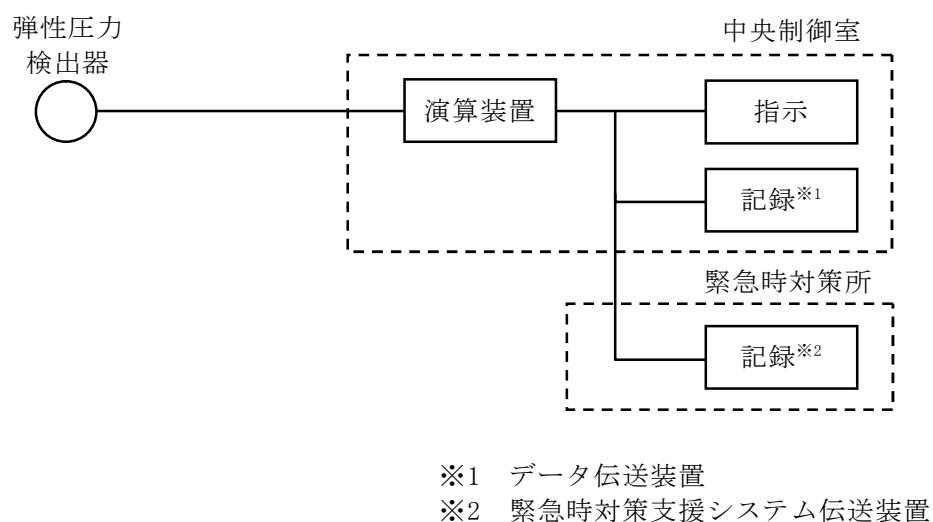 弾性圧力
検出器
中央制御室
演算装置
指示
記録※1
緊急時対策所
記録※2
※1　データ伝送装置
※2　緊急時対策支援システム伝送装置